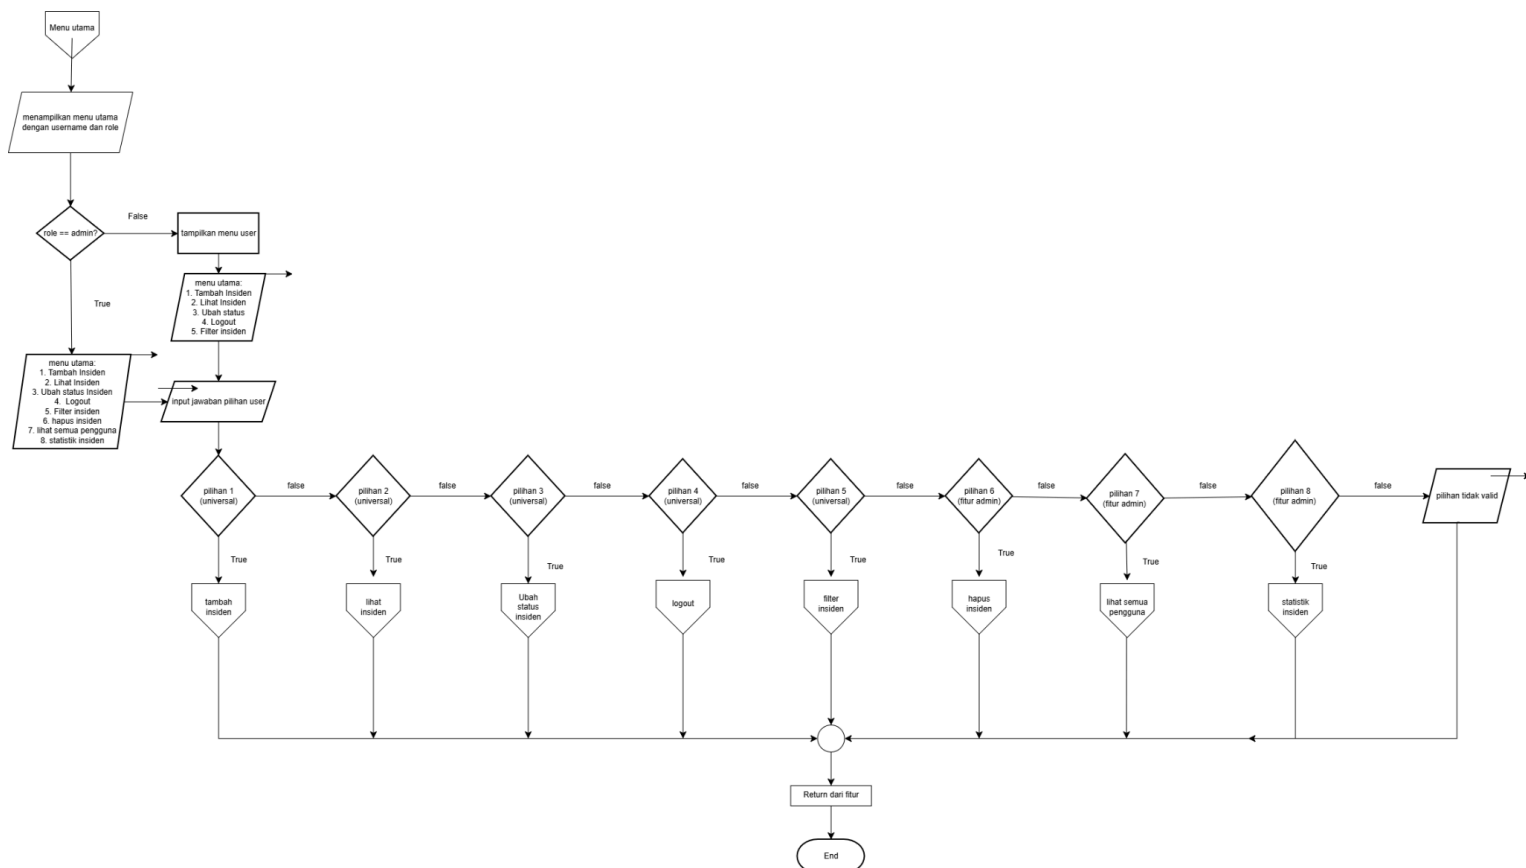 Menu utama
menampilkan menu utama
dengan username dan role
role == admin?
False
tampilkan menu user
True
menu utama:
1. Tambah Insiden
2. Lihat Insiden
3. Ubah status
4. Logout
5. Filter insiden
menu utama:
1. Tambah Insiden
2. Lihat Insiden
3. Ubah status Insiden
4. Logout
5. Filter insiden
6. hapus insiden
7. lihat semua pengguna
8. statistik insiden
input jawaban pilihan user
pilihan 1
(universal)
false
pilihan 2
(universal)
false
pilihan 3
(universal)
false
pilihan 4
(universal)
false
pilihan 5
(universal)
false
pilihan 6
(fitur admin)
false
pilihan 7
(fitur admin)
false
pilihan 8
(fitur admin)
false
pilihan tidak valid
True
True
True
True
True
True
True
True
tambah
insiden
lihat
insiden
Ubah
status
insiden
logout
filter
insiden
hapus
insiden
lihat semua
pengguna
statistik
insiden
Return dari fitur
End